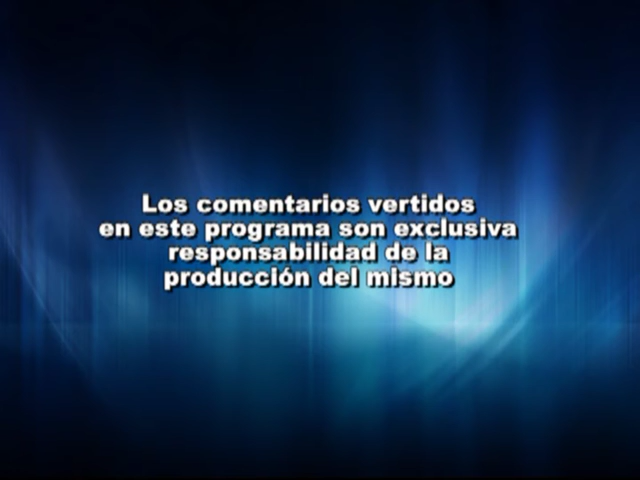 Los comentarios vertidos
en este programa son exclusiva
responsabilidad de la
producción del mismo